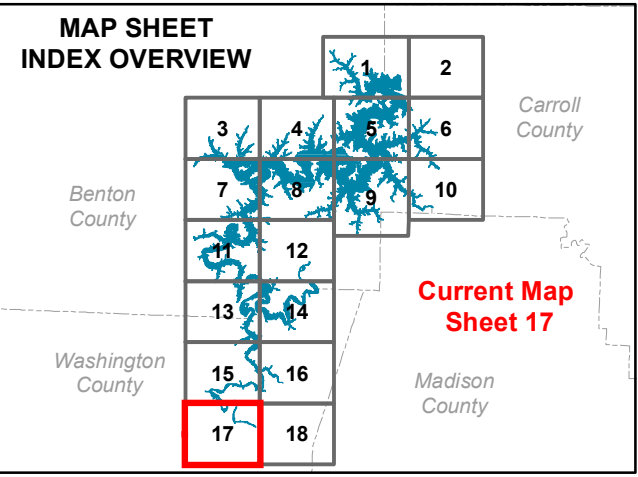 MAP SHEET
INDEX OVERVIEW
1
2
Carroll
County
3
4
5
6
Benton
County
7
8
9
10
11
12
Current Map
Sheet 17
13
14
Washington
County
15
16
Madison
County
17
18